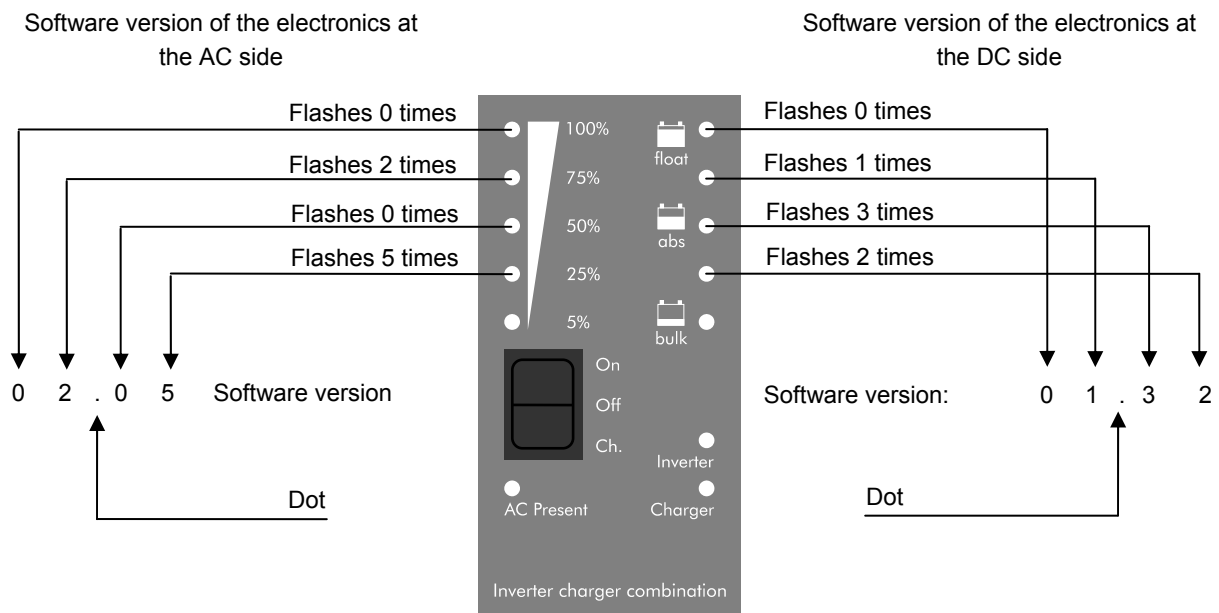 Software version of the electronics at
the AC side
Software version of the electronics at
the DC side
Flashes 0 times
Flashes 2 times
Flashes 0 times
Flashes 5 times
100%
75%
50%
25%
5%
float
abs
bulk
Flashes 0 times
Flashes 1 times
Flashes 3 times
Flashes 2 times
On
Off
Ch.
0 2 . 0 5 Software version
Software version: 0 1 . 3 2
Inverter
Dot
AC Present
Charger
Dot
Inverter charger combination